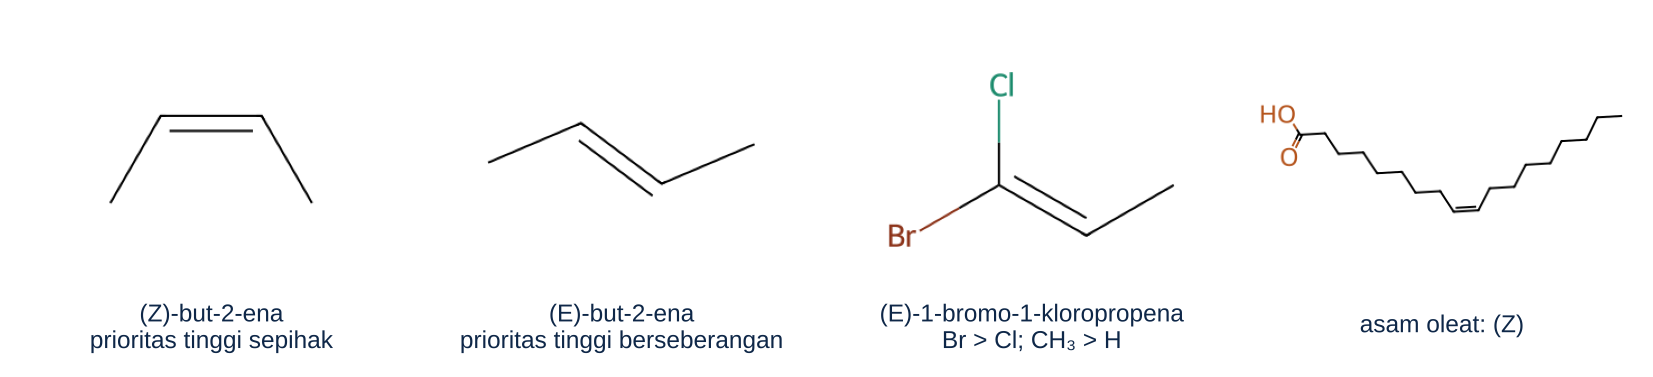 Cl
Br
HO
O
(Z)-but-2-ena
prioritas tinggi sepihak
(E)-but-2-ena
prioritas tinggi berseberangan
(E)-1-bromo-1-kloropropena
Br > Cl; CH₃ > H
asam oleat: (Z)